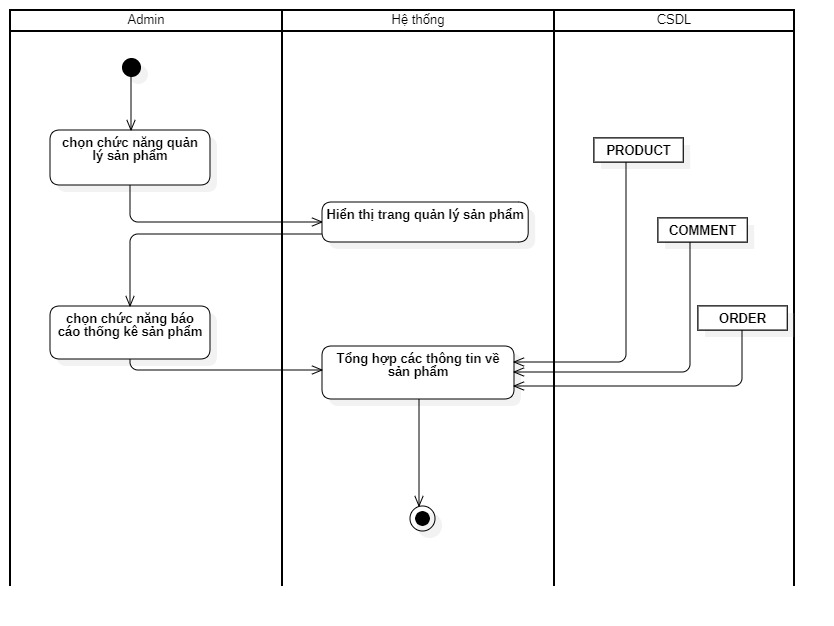 Admin
Hệ thống
CSDL
chọn chức năng quản
lý sản phẩm
PRODUCT
Hiển thị trang quản lý sản phẩm
COMMENT
chọn chức năng báo
cáo thống kê sản phẩm
ORDER
Tổng hợp các thông tin về
sản phẩm